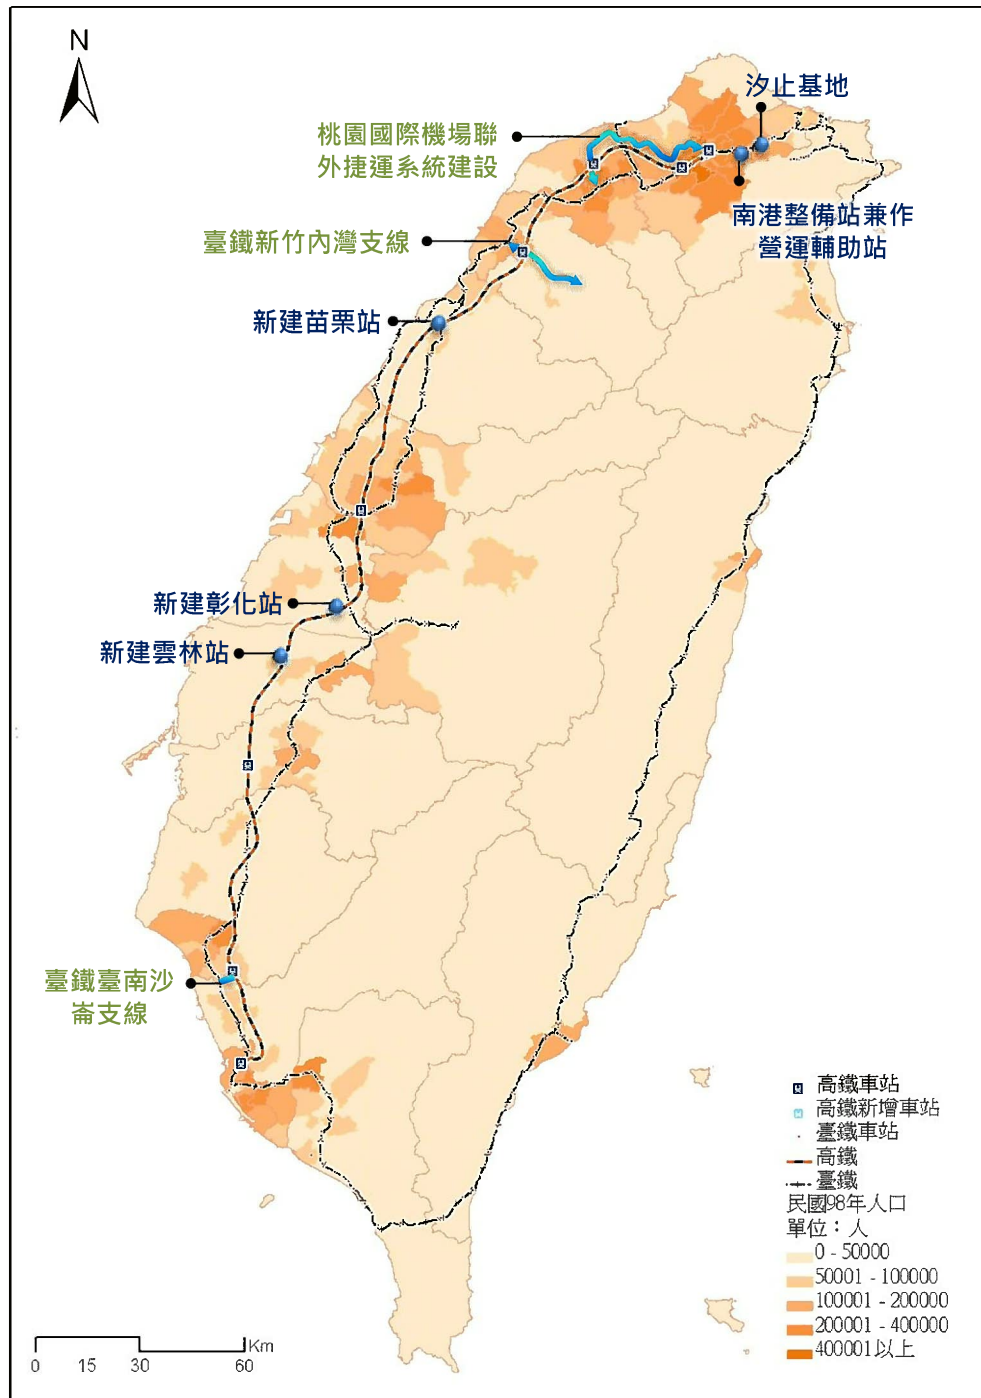 N
汐止基地
桃園國際機場聯
外捷運系統建設
南港整備站兼作
營運輔助站
臺鐵新竹內灣支線
新建苗栗站
新建彰化站
新建雲林站
臺鐵臺南沙
崙支線
高鐵車站
高鐵新增車站
臺鐵車站
高鐵
臺鐵
民國98年人口
單位：人
0 - 50000
50001 - 100000
100001 - 200000
200001 - 400000
400001以上
Km
0 15 30 60